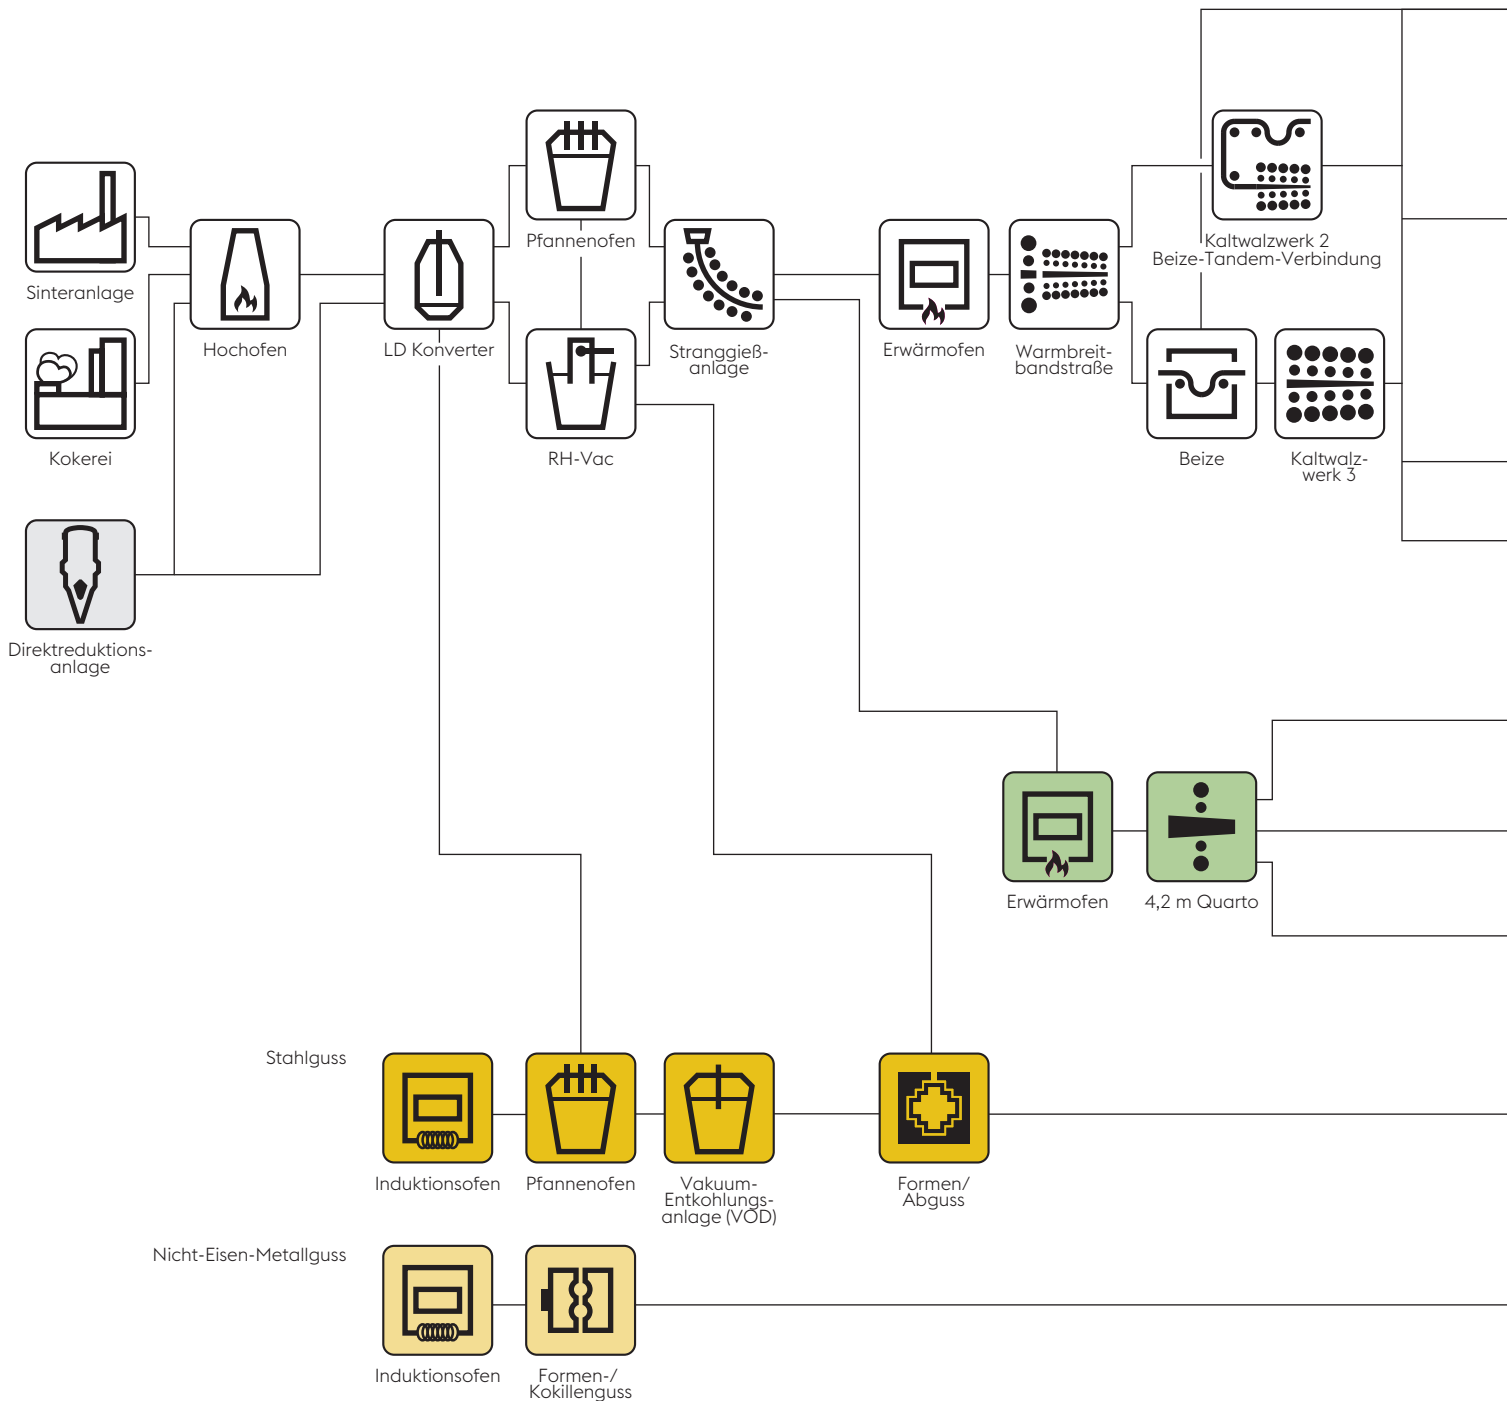 Pfannenofen
Kaltwalzwerk 2
Beize-Tandem-Verbindung
Sinteranlage
Hochofen
LD Konverter
Stranggieß-
anlage
Erwärmofen
Warmbreit-
bandstraße
Kokerei
RH-Vac
Beize
Kaltwalz-
werk 3
Direktreduktions-
anlage
Erwärmofen
4,2 m Quarto
Stahlguss
Induktionsofen
Pfannenofen
Vakuum-
Entkohlungs-
anlage (VOD)
Formen/
Abguss
Nicht-Eisen-Metallguss
Induktionsofen
Formen-/
Kokillenguss